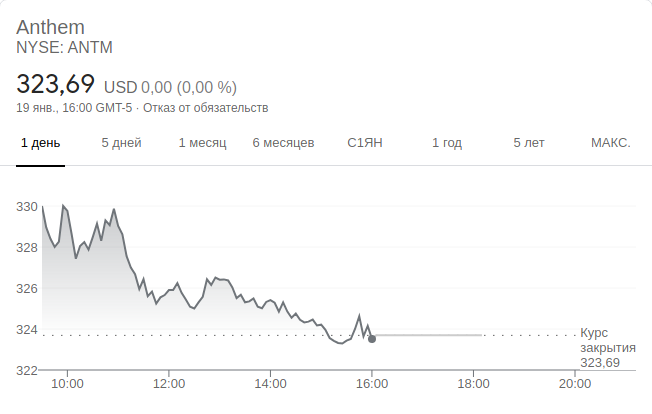 Anthem
NYSE: ANTM
323,69 USD 0,00 (0,00 %)
19 янв., 16:00 GMT-5 · Отказ от обязательств
1 день 5 дней 1 месяц 6 месяцев С1ЯН 1 год 5 лет МАКС.
330
328
326
324
Курс
закрытия
323,69
322
10:00 12:00 14:00 16:00 18:00 20:00